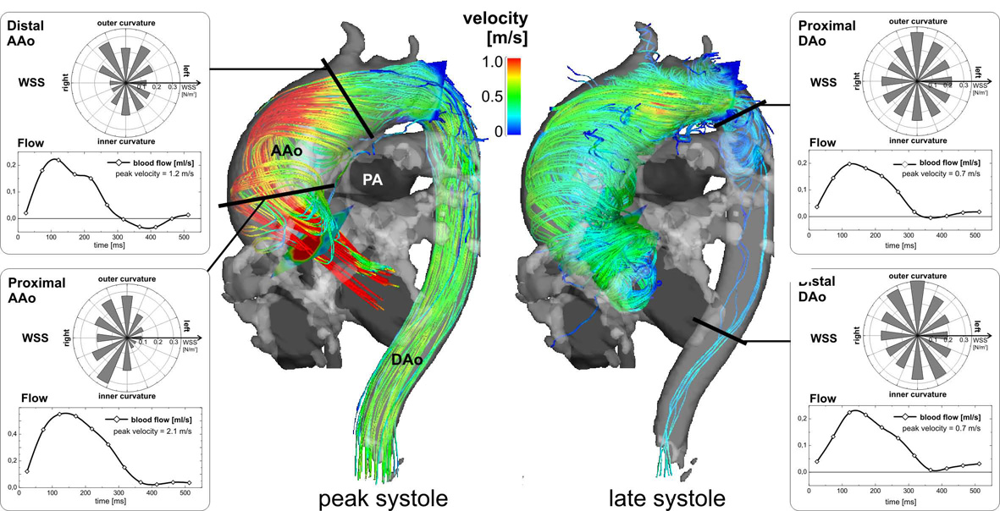 Distal
AAo
outer curvature
WSS
right
left
0.1 0.2 0.3
WSS
[N/m²]
inner curvature
Flow
blood flow [ml/s]
peak velocity = 1.2 m/s
0,2
0,1
0,0
0 100 200 300 400 500
time [ms]
Proximal
AAo
outer curvature
WSS
right
left
0.1 0.2 0.3
WSS
[N/m²]
inner curvature
Flow
blood flow [ml/s]
peak velocity = 2.1 m/s
0,4
0,2
0,0
0 100 200 300 400 500
time [ms]
velocity
[m/s]
1.0
0.5
0
AAo
PA
DAo
peak systole
late systole
Proximal
DAo
outer curvature
WSS
right
left
0.1 0.2 0.3
WSS
[N/m²]
inner curvature
Flow
blood flow [ml/s]
peak velocity = 0.7 m/s
0,2
0,1
0,0
0 100 200 300 400 500
time [ms]
DAo
outer curvature
WSS
right
left
0.1 0.2 0.3
WSS
[N/m²]
inner curvature
Flow
blood flow [ml/s]
peak velocity = 0.7 m/s
0,2
0,1
0,0
0 100 200 300 400 500
time [ms]